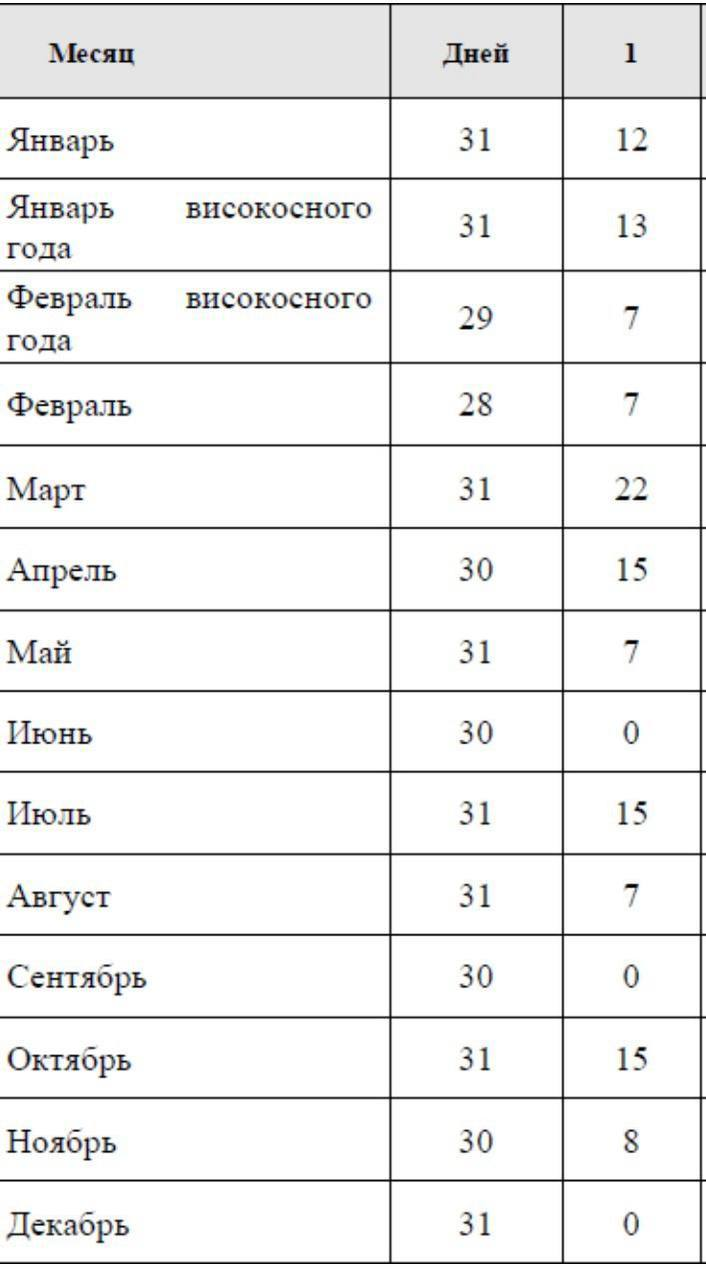 Месяц Дней 1
Январь 31 12
Январь високосного
года 31 13
Февраль високосного
года 29 7
Февраль 28 7
Март 31 22
Апрель 30 15
Май 31 7
Июнь 30 0
Июль 31 15
Август 31 7
Сентябрь 30 0
Октябрь 31 15
Ноябрь 30 8
Декабрь 31 0